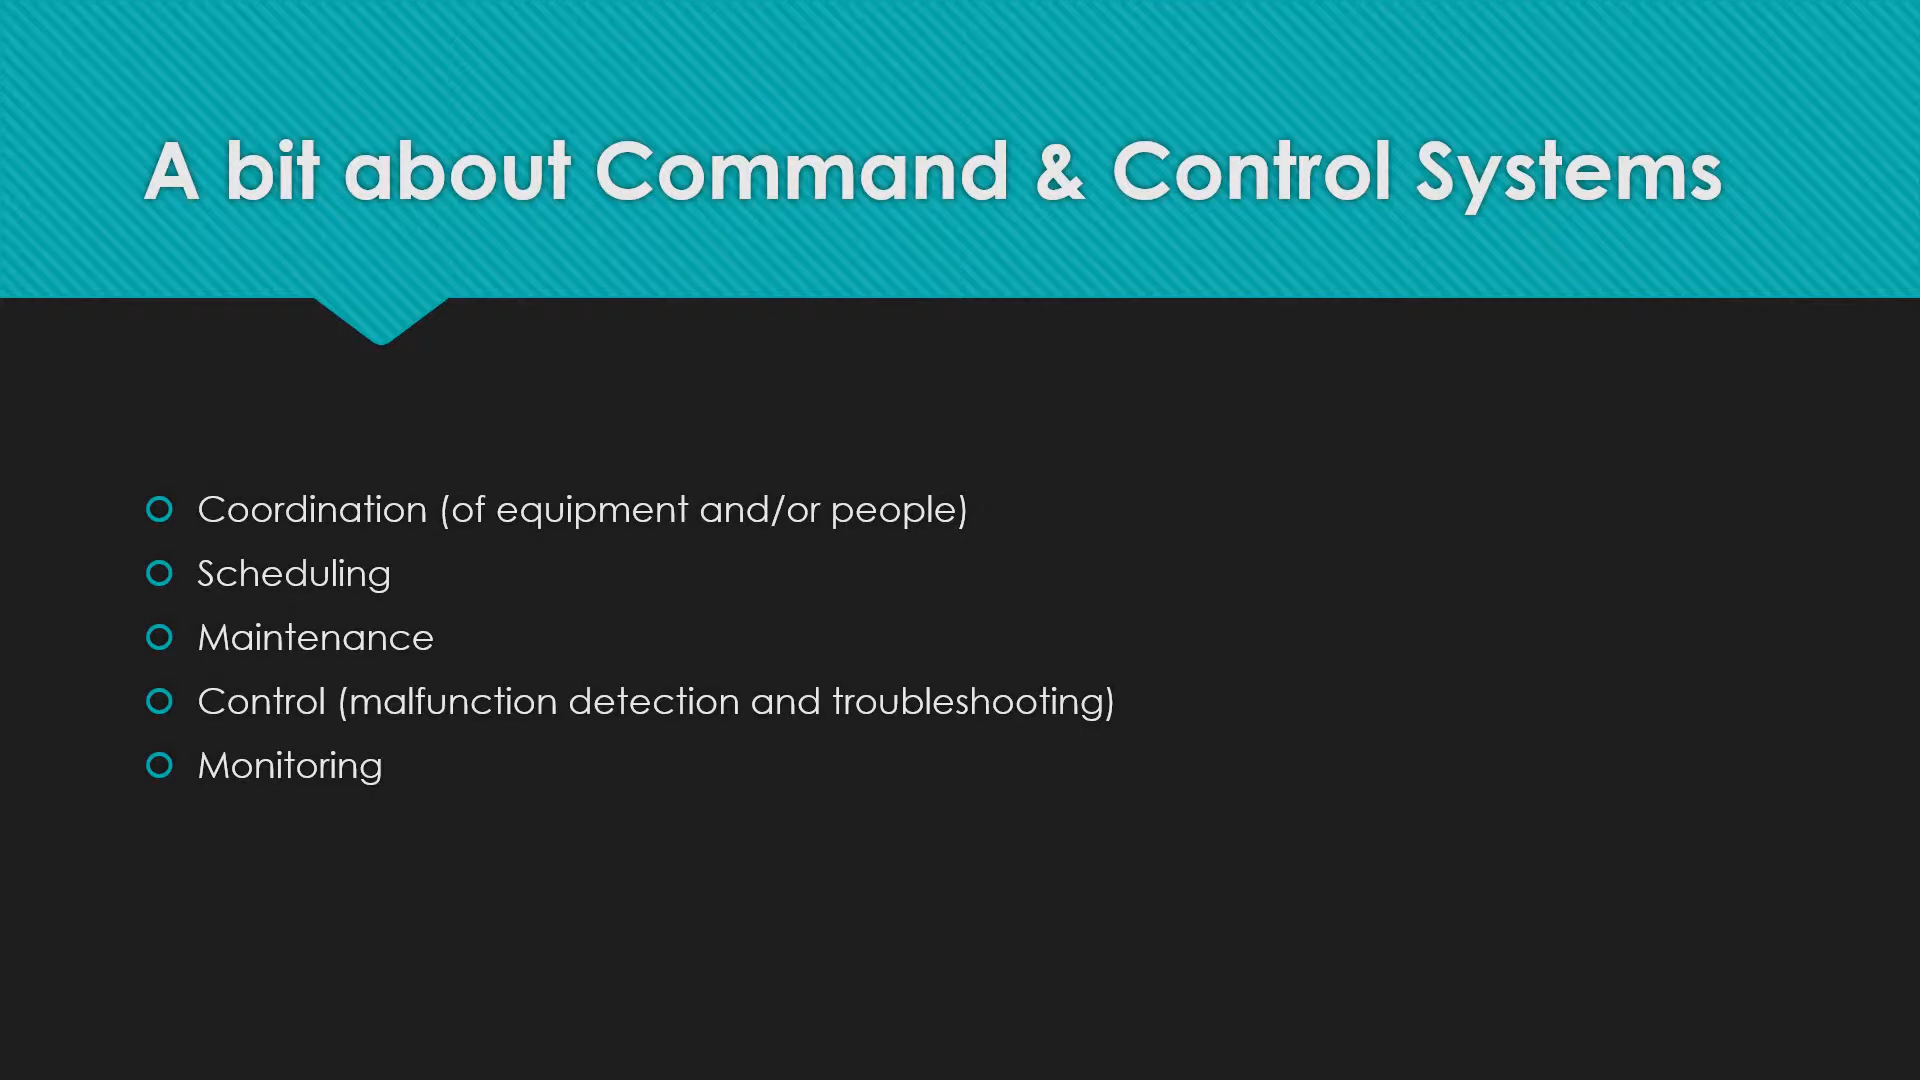 A bit about Command & Control Systems
Coordination (of equipment and/or people)
Scheduling
Maintenance
Control (malfunction detection and troubleshooting)
Monitoring